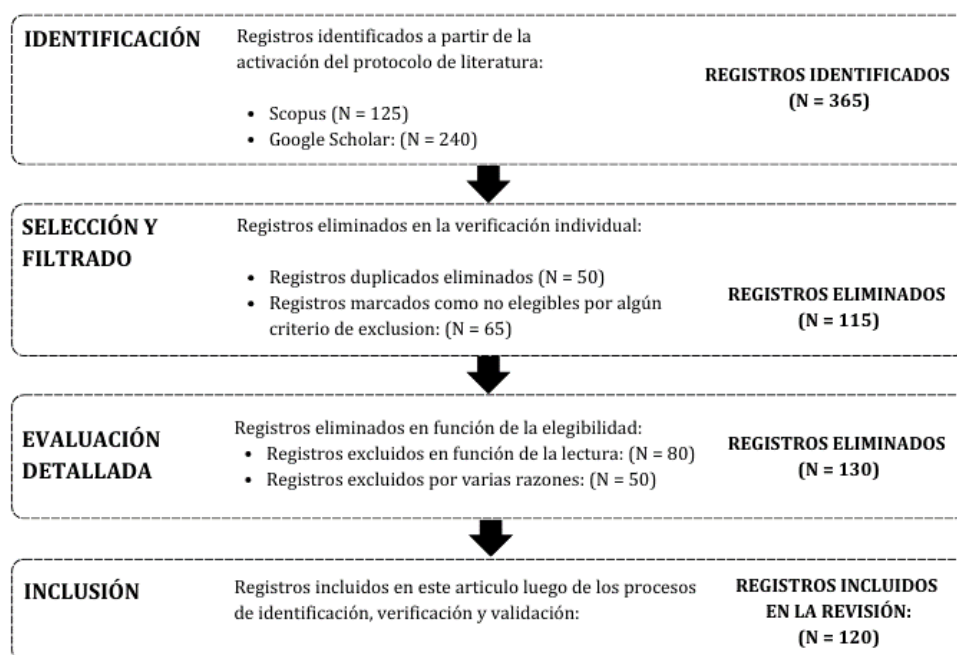 IDENTIFICACIÓN
Registros identificados a partir de la
activación del protocolo de literatura:
• Scopus (N = 125)
• Google Scholar: (N = 240)
REGISTROS IDENTIFICADOS
(N = 365)
SELECCIÓN Y
FILTRADO
Registros eliminados en la verificación individual:
• Registros duplicados eliminados (N = 50)
• Registros marcados como no elegibles por algún
criterio de exclusion: (N = 65)
REGISTROS ELIMINADOS
(N = 115)
EVALUACIÓN
DETALLADA
Registros eliminados en función de la elegibilidad:
• Registros excluidos en función de la lectura: (N = 80)
• Registros excluidos por varias razones: (N = 50)
REGISTROS ELIMINADOS
(N = 130)
INCLUSIÓN
Registros incluidos en este articulo luego de los procesos
de identificación, verificación y validación:
REGISTROS INCLUIDOS
EN LA REVISIÓN:
(N = 120)